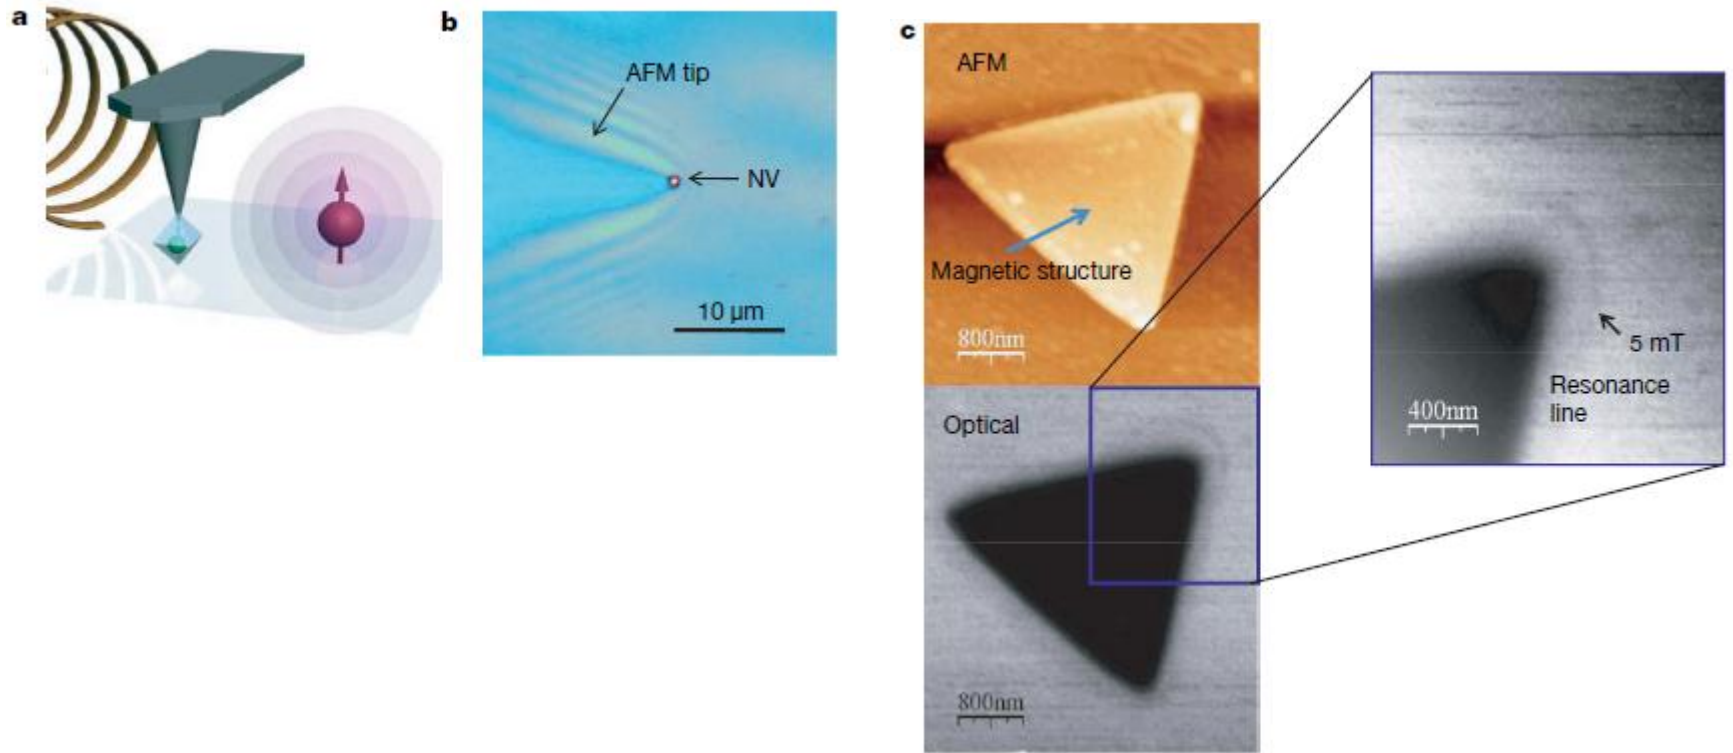 a
b
AFM tip
NV
10 µm
c
AFM
Magnetic structure
800nm
Optical
800nm
5 mT
Resonance
line
400nm